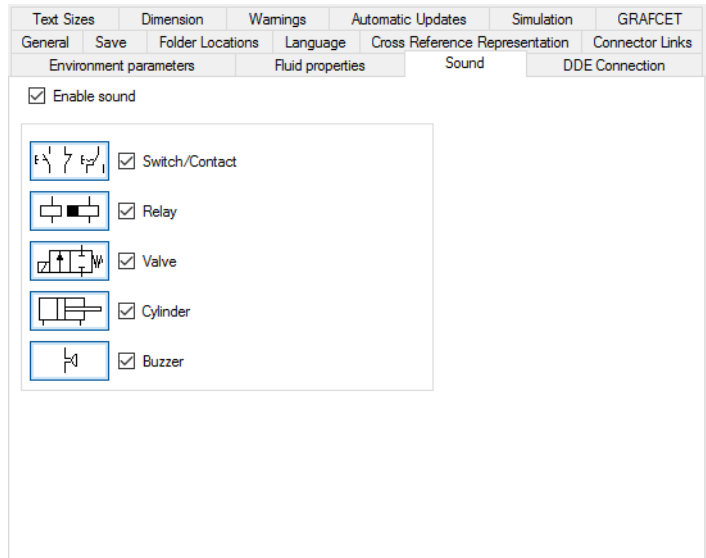 Text Sizes Dimension Warnings Automatic Updates Simulation GRAFCET
General Save Folder Locations Language Cross Reference Representation Connector Links
Environment parameters Fluid properties Sound DDE Connection
Enable sound
Switch/Contact
Relay
Valve
Cylinder
Buzzer